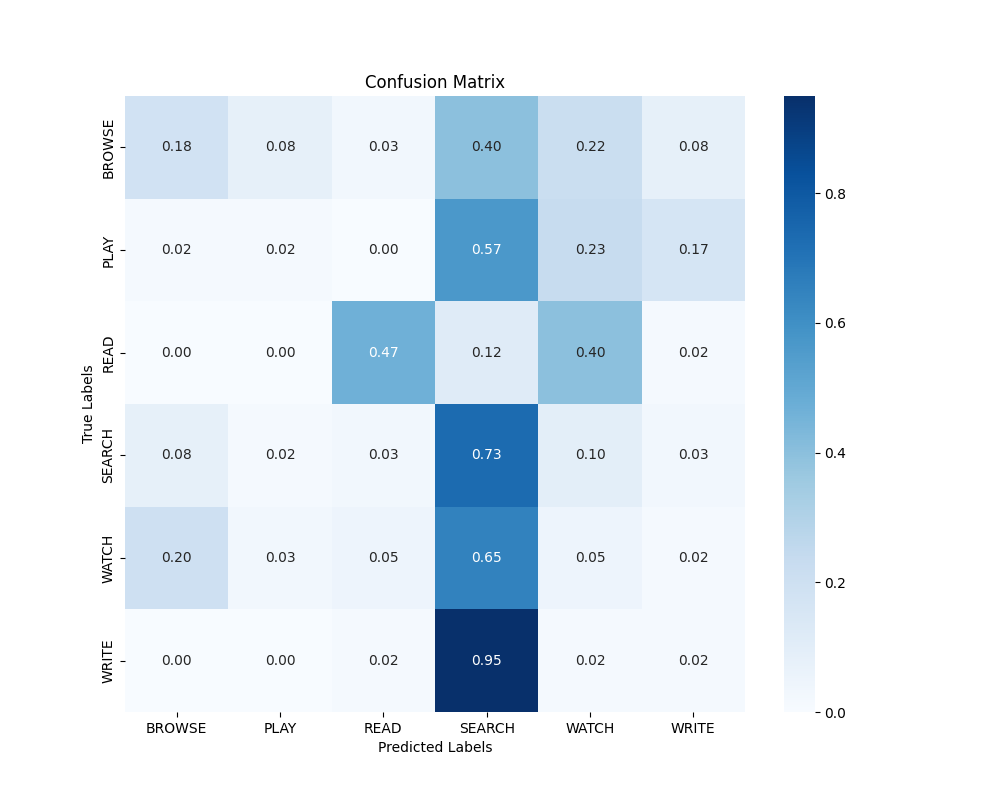 Confusion Matrix
True Labels
BROWSE 0.18 0.08 0.03 0.40 0.22 0.08
PLAY 0.02 0.02 0.00 0.57 0.23 0.17
READ 0.00 0.00 0.47 0.12 0.40 0.02
SEARCH 0.08 0.02 0.03 0.73 0.10 0.03
WATCH 0.20 0.03 0.05 0.65 0.05 0.02
WRITE 0.00 0.00 0.02 0.95 0.02 0.02
BROWSE PLAY READ SEARCH WATCH WRITE
Predicted Labels
0.8
0.6
0.4
0.2
0.0